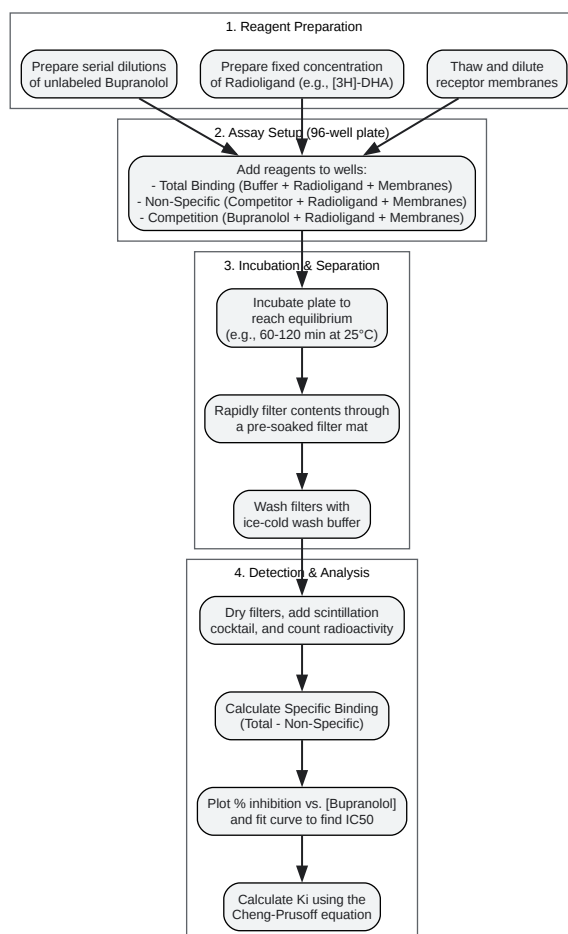 1. Reagent Preparation
Prepare serial dilutions
of unlabeled Bupranolol
Prepare fixed concentration
of Radioligand (e.g., [3H]-DHA)
Thaw and dilute
receptor membranes
2. Assay Setup (96-well plate)
Add reagents to wells:
- Total Binding (Buffer + Radioligand + Membranes)
- Non-Specific (Competitor + Radioligand + Membranes)
- Competition (Bupranolol + Radioligand + Membranes)
3. Incubation & Separation
Incubate plate to
reach equilibrium
(e.g., 60-120 min at 25°C)
Rapidly filter contents through
a pre-soaked filter mat
Wash filters with
ice-cold wash buffer
4. Detection & Analysis
Dry filters, add scintillation
cocktail, and count radioactivity
Calculate Specific Binding
(Total - Non-Specific)
Plot % inhibition vs. [Bupranolol]
and fit curve to find IC50
Calculate Ki using the
Cheng-Prusoff equation